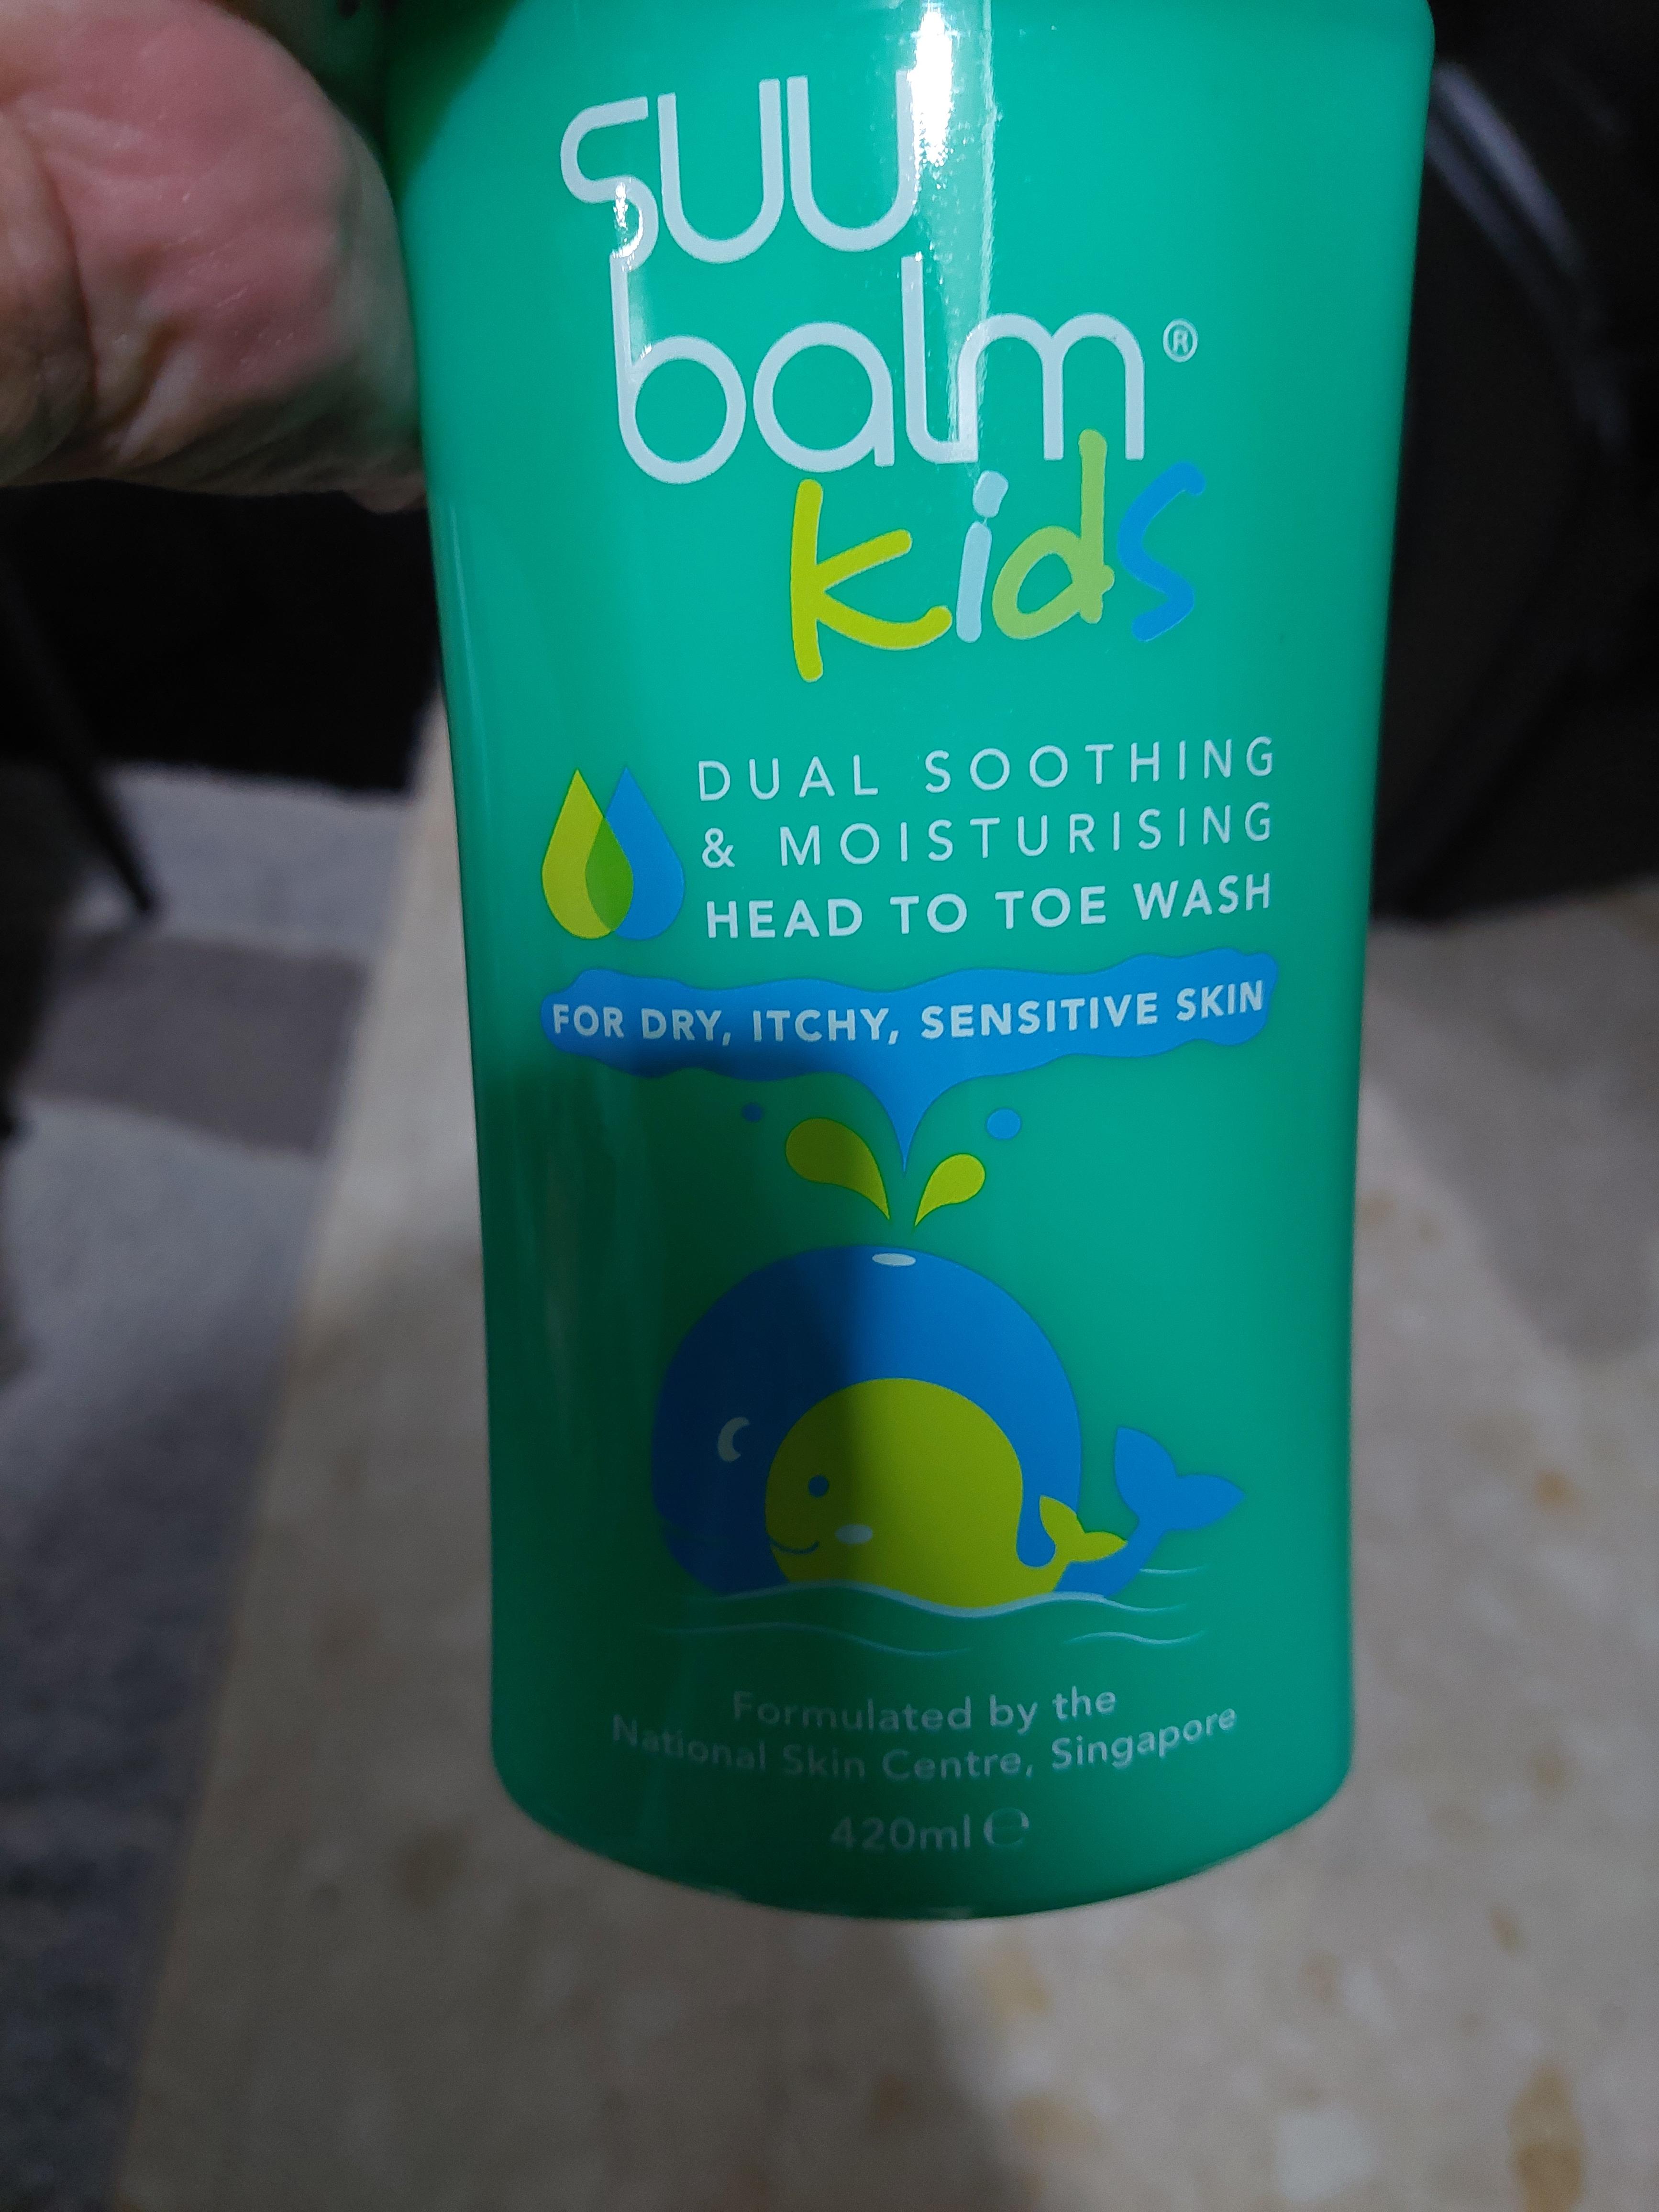 suu
balm®
kids
DUAL SOOTHING
& MOISTURISING
HEAD TO TOE WASH
FOR DRY, ITCHY, SENSITIVE SKIN
Formulated by the
National Skin Centre, Singapore
420ml ℮